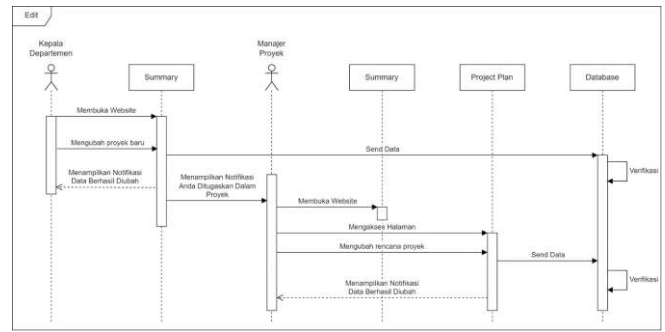 Edit
Kepala
Departemen
Summary
Manajer
Proyek
Summary
Project Plan
Database
Membuka Website
Mengubah proyek baru
Send Data
Verifikasi
Menampilkan Notifikasi
Data Berhasil Diubah
Menampilkan Notifikasi
Anda Ditugaskan Dalam
Proyek
Membuka Website
Mengakses Halaman
Mengubah rencana proyek
Send Data
Verifikasi
Menampilkan Notifikasi
Data Berhasil Diubah